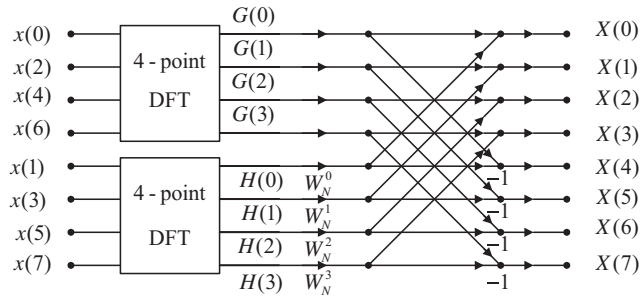 G(0)
x(0) X(0)
G(1)
x(2) 4 - point X(1)
G(2)
x(4) DFT X(2)
G(3)
x(6) X(3)
x(1) X(4)
4 - point H(0) W_N^0 −1
x(3) X(5)
H(1) W_N^1 −1
x(5) DFT X(6)
H(2) W_N^2 −1
x(7) X(7)
H(3) W_N^3 −1